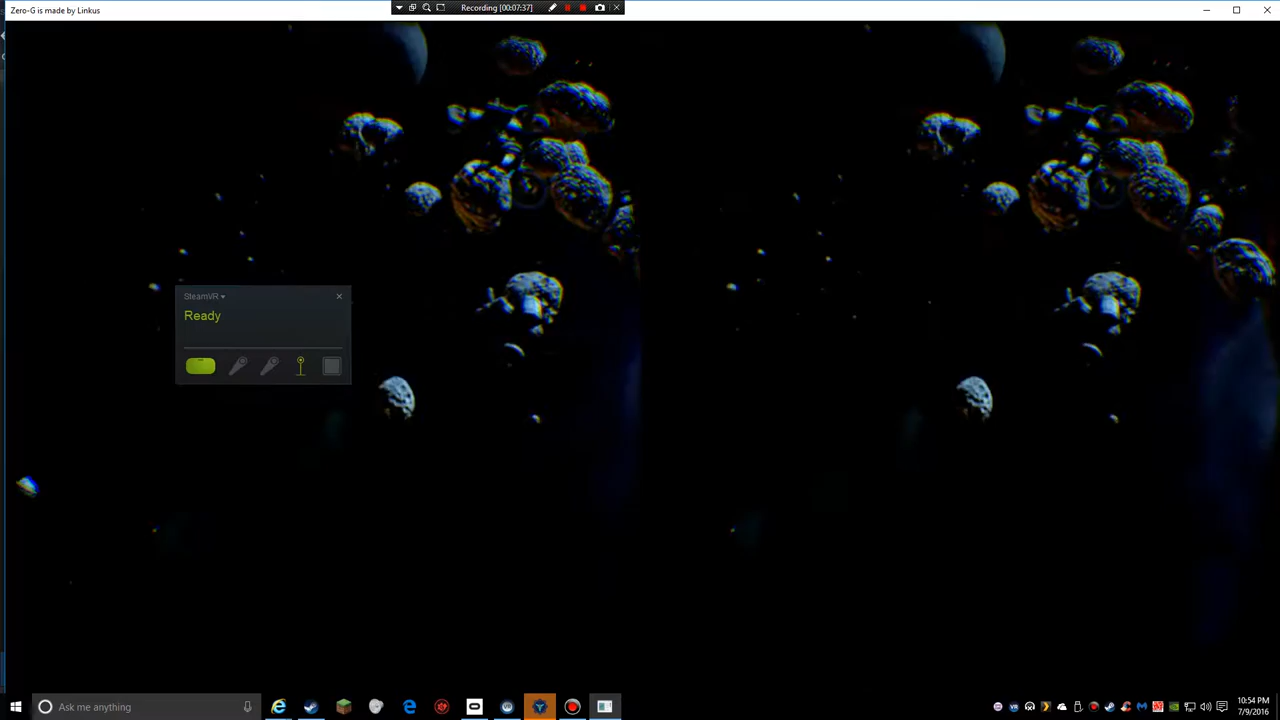 Zero-G is made by Linkus
Recording [00:07:37]
SteamVR
Ready
Ask me anything
10:54 PM
7/9/2016